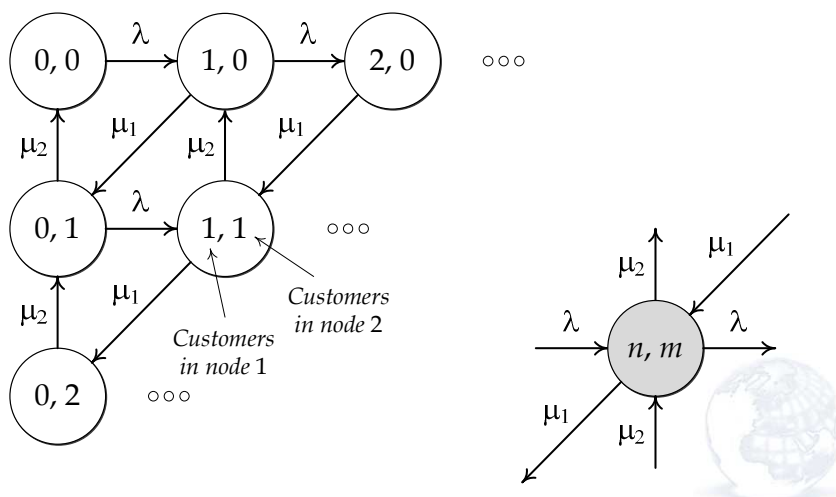 λ
λ
0, 0
1, 0
2, 0
○○○
μ₂
μ₁
μ₂
μ₁
λ
0, 1
1, 1
○○○
μ₂
μ₁
Customers
in node 1
Customers
in node 2
0, 2
○○○
μ₂
μ₁
λ
n, m
λ
μ₁
μ₂